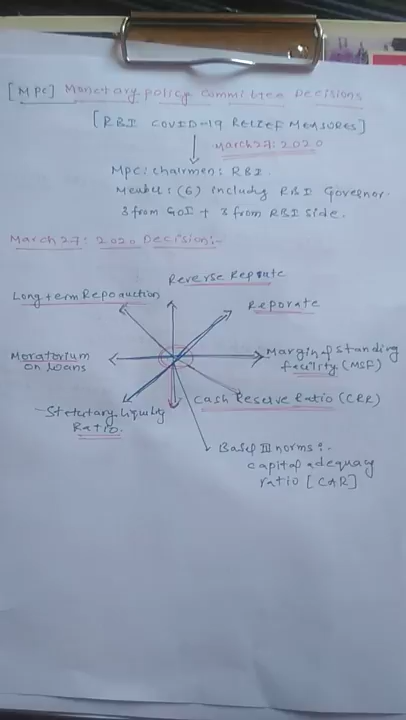 [MPC] Monetary policy committee Decisions
[RBI COVID-19 RELIEF MEASURES]
March 27: 2020
MPC: chairmen: RBI.
Member: (6) Including RBI Governor.
3 from GOI + 3 from RBI side.
March 27: 2020 Decision:-
Reverse Reporate
Long term Repo auction
Reporate
Moratorium
on loans
Margin of standing
facility (MSF)
Cash Reserve Ratio (CRR)
Statutary liquidity
Ratio.
Basel III norms:-
capital adequacy
ratio [CAR]